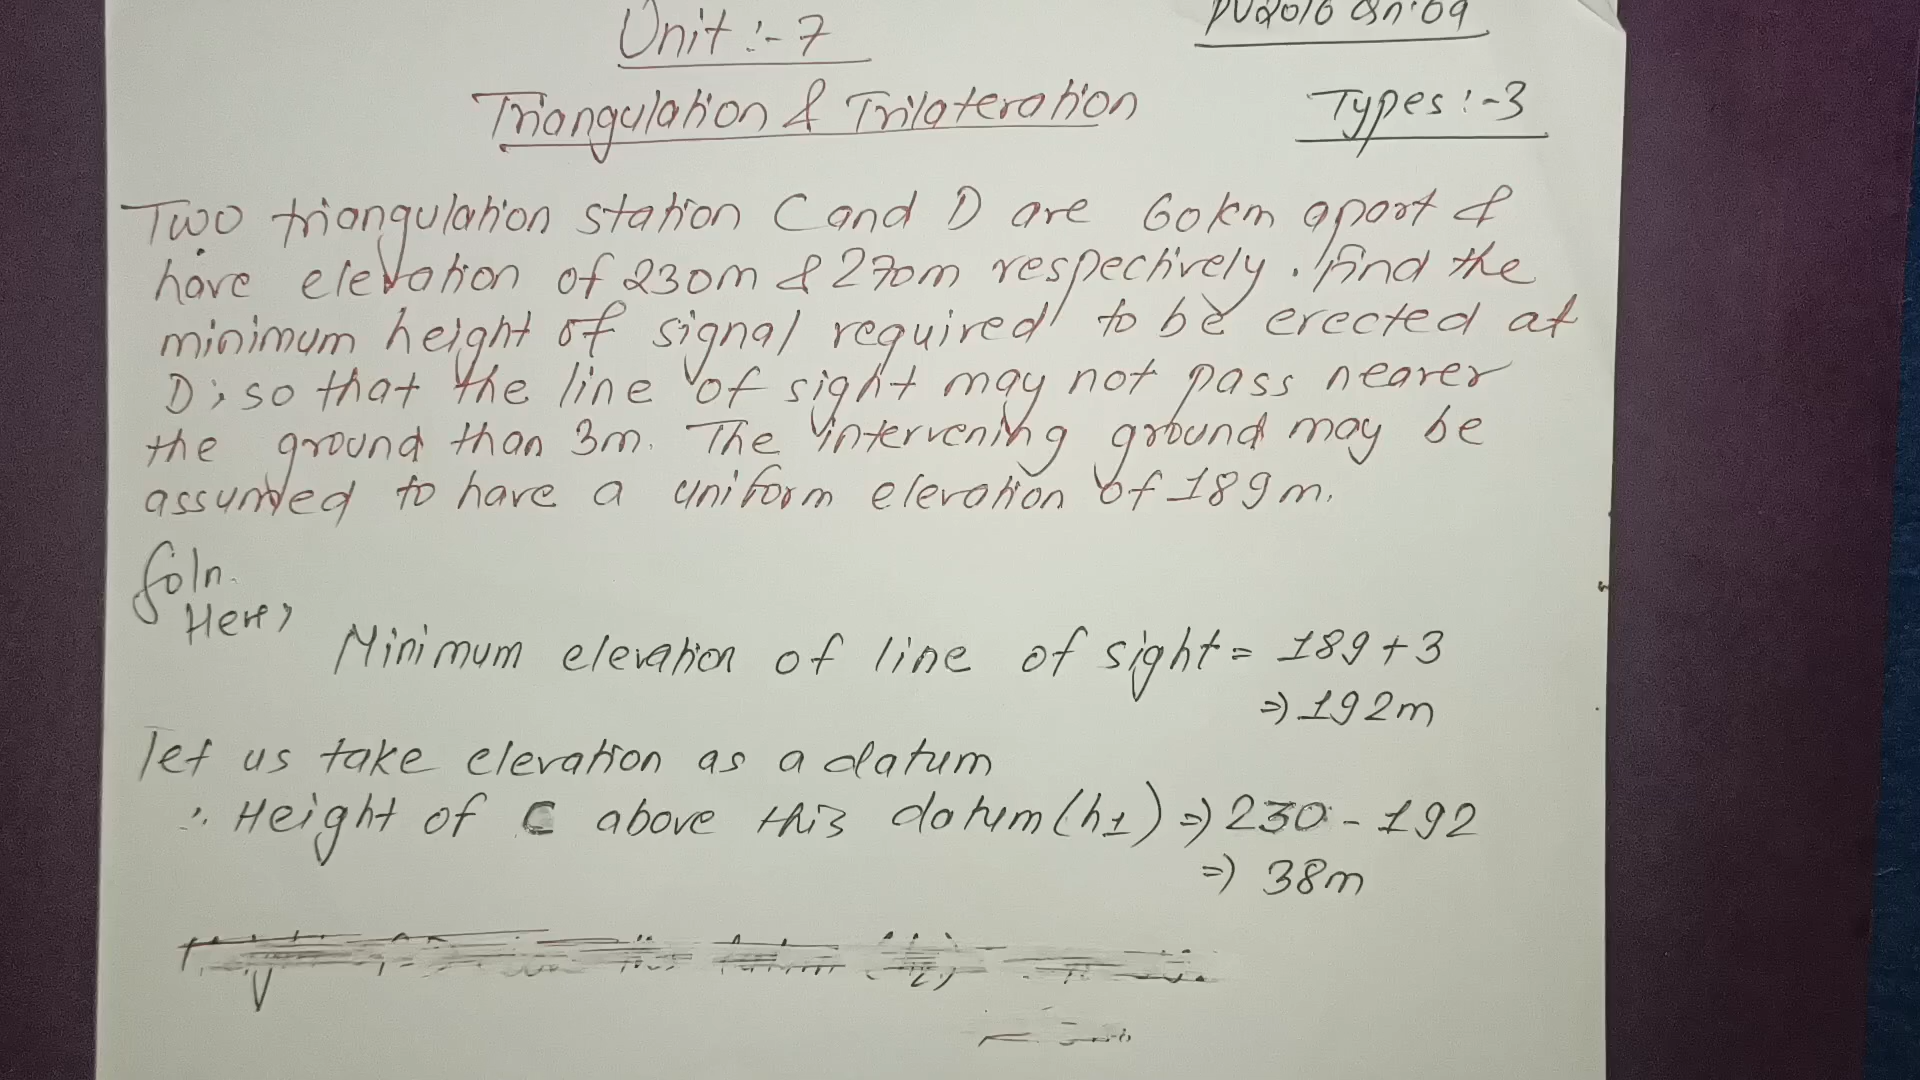 PU2016 Qn:6a
Unit :- 7
Triangulation & Trilateration
Types :- 3
Two triangulation station C and D are 60km apart &
have elevation of 230m & 270m respectively. Find the
minimum height of signal required to be erected at
D, so that the line of sight may not pass nearer
the ground than 3m. The intervening ground may be
assumed to have a uniform elevation of 189m.
Soln.
Here,
Minimum elevation of line of sight = 189 + 3
⇒ 192m
let us take elevation as a datum
∴ Height of C above this datum (h1) ⇒ 230 - 192
⇒ 38m